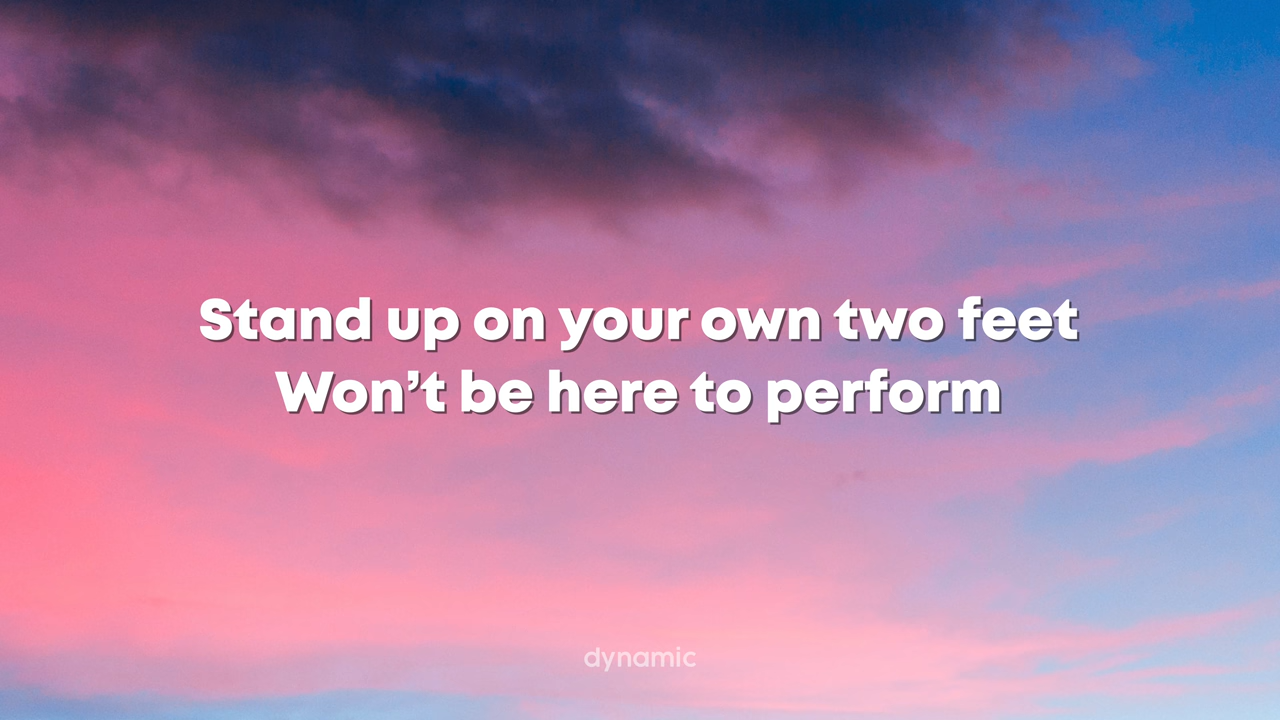 Stand up on your own two feet
Won’t be here to perform
dynamic